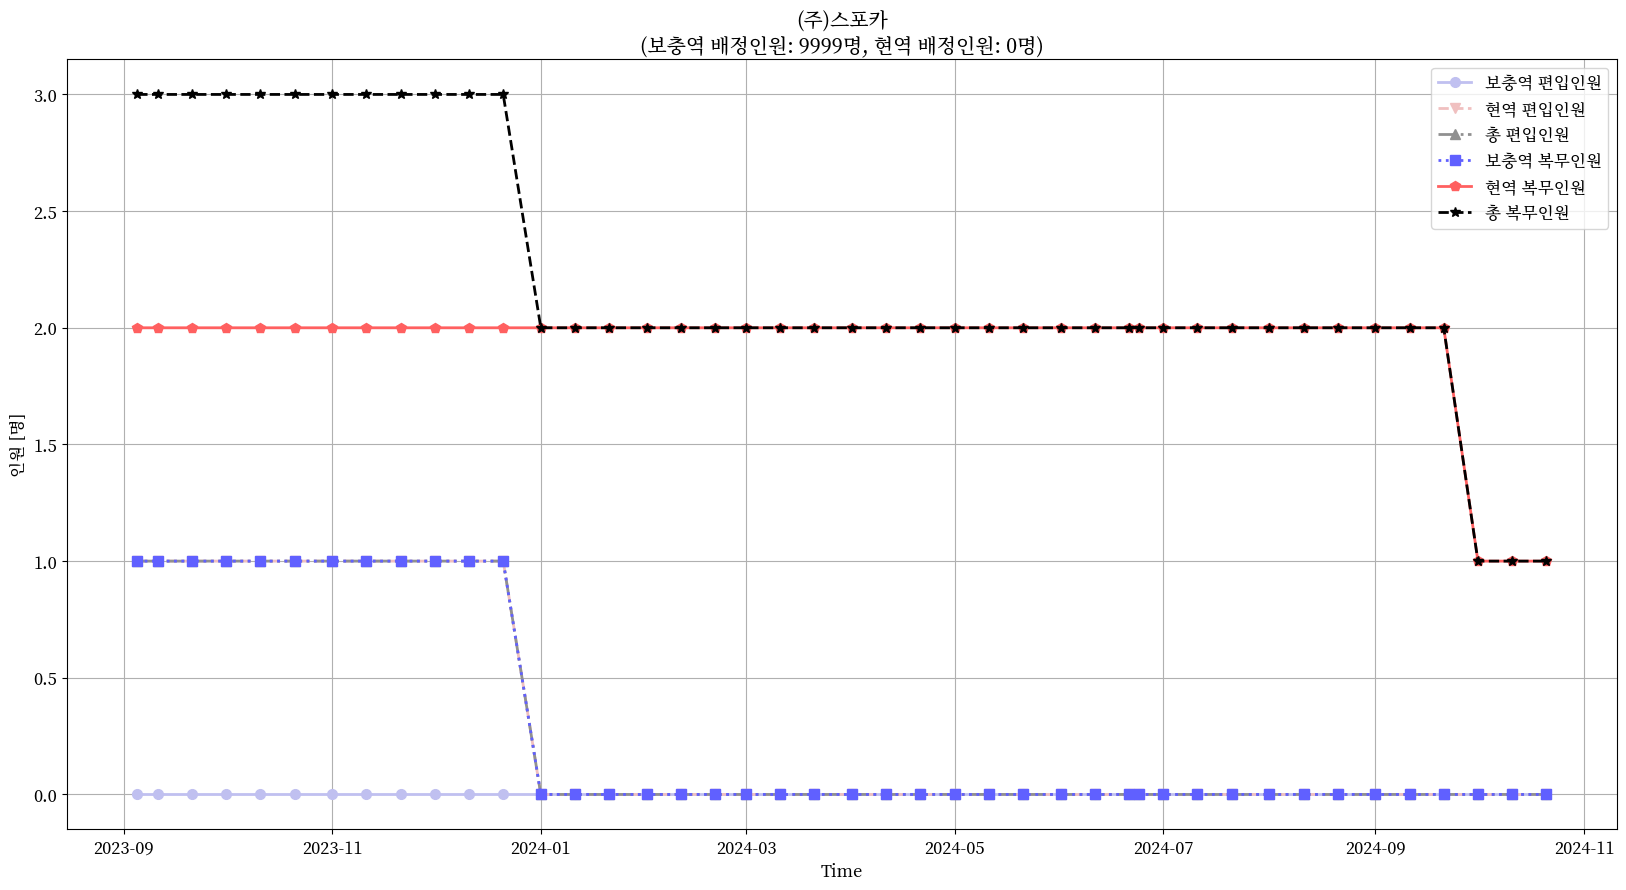 (주)스포카
(보충역 배정인원: 9999명, 현역 배정인원: 0명)
보충역 편입인원
현역 편입인원
총 편입인원
보충역 복무인원
현역 복무인원
총 복무인원
인원 [명]
3.0
2.5
2.0
1.5
1.0
0.5
0.0
2023-09
2023-11
2024-01
2024-03
2024-05
2024-07
2024-09
2024-11
Time